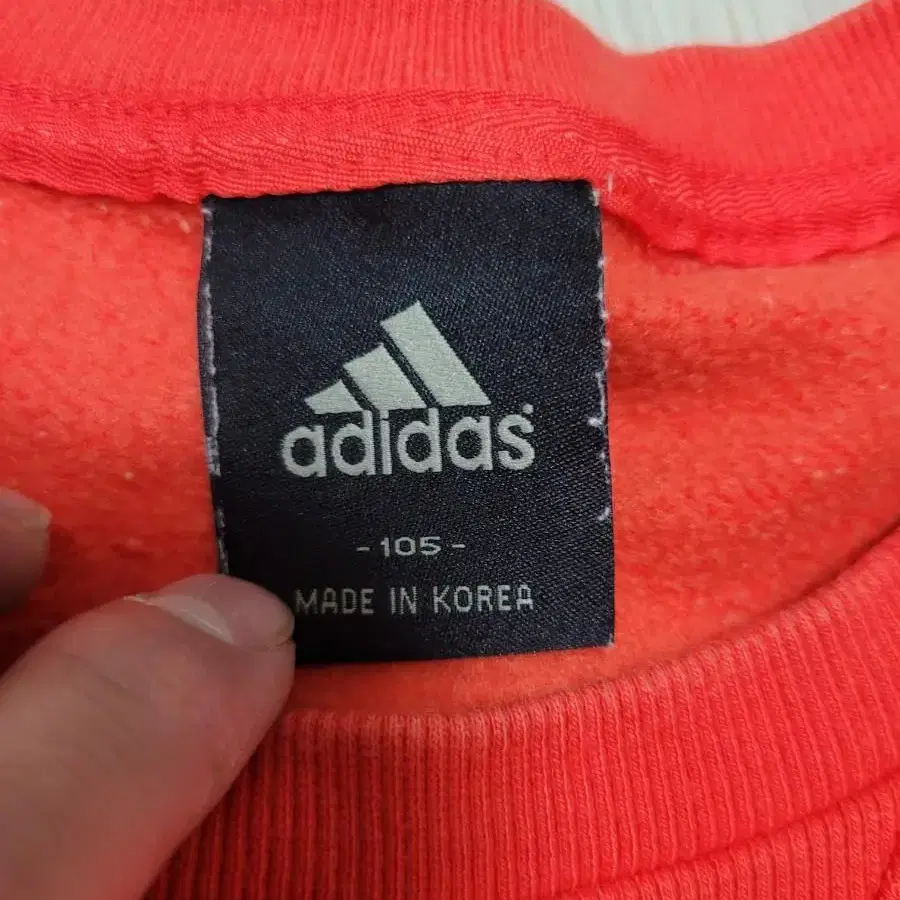 adidas
- 105 -
MADE IN KOREA